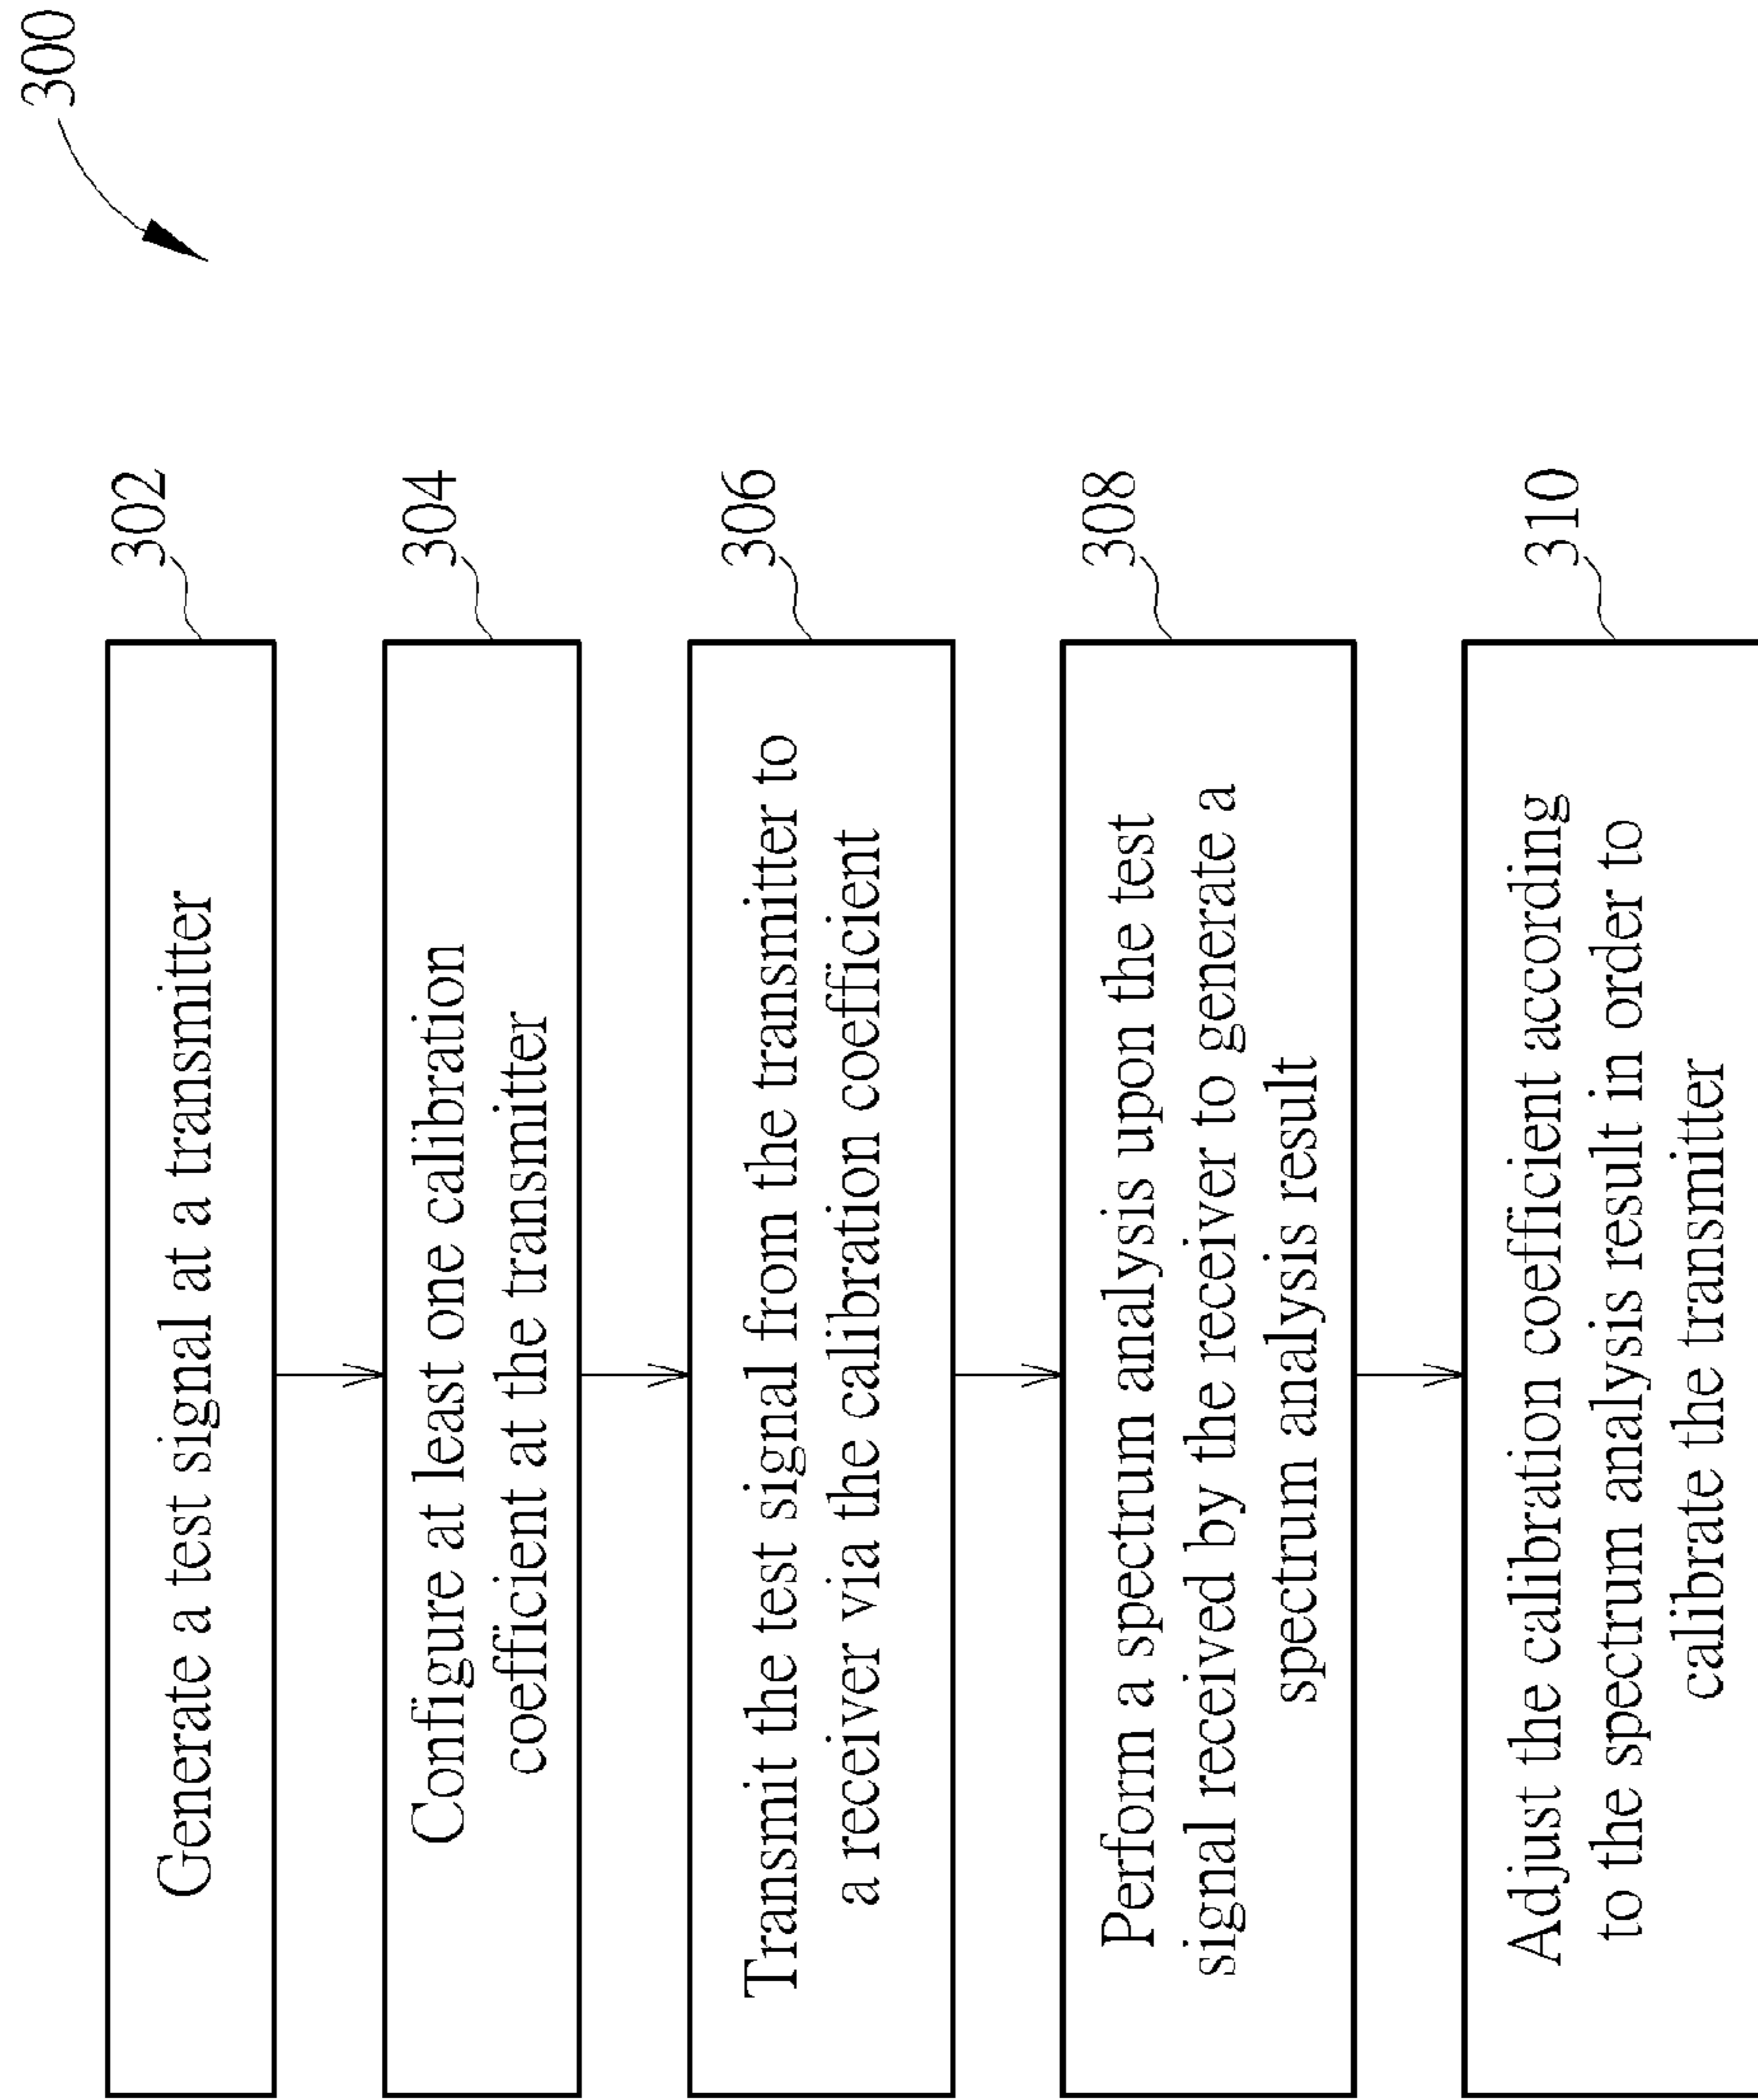 300
302
Generate a test signal at a transmitter
304
Configure at least one calibration
coefficient at the transmitter
306
Transmit the test signal from the transmitter to
a receiver via the calibration coefficient
308
Perform a spectrum analysis upon the test
signal received by the receiver to generate a
spectrum analysis result
310
Adjust the calibration coefficient according
to the spectrum analysis result in order to
calibrate the transmitter